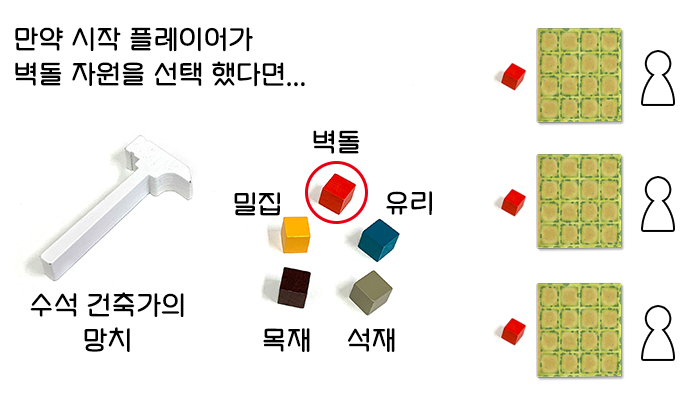 만약 시작 플레이어가
벽돌 자원을 선택 했다면...
벽돌
밀집
유리
수석 건축가의
망치
목재
석재